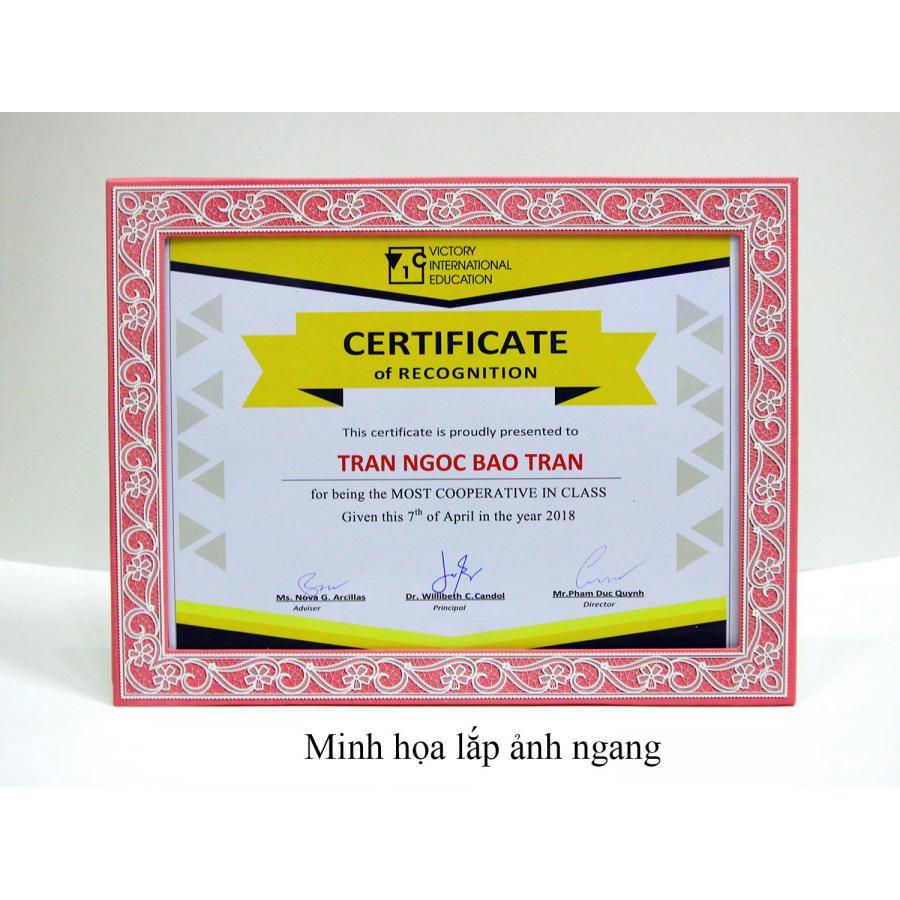 VICTORY
INTERNATIONAL
EDUCATION
CERTIFICATE
of RECOGNITION
This certificate is proudly presented to
TRAN NGOC BAO TRAN
for being the MOST COOPERATIVE IN CLASS
Given this 7th of April in the year 2018
Ms. Nova G. Arcillas
Adviser
Dr. Willibeth C.Candol
Principal
Mr.Pham Duc Quynh
Director
Minh họa lắp ảnh ngang